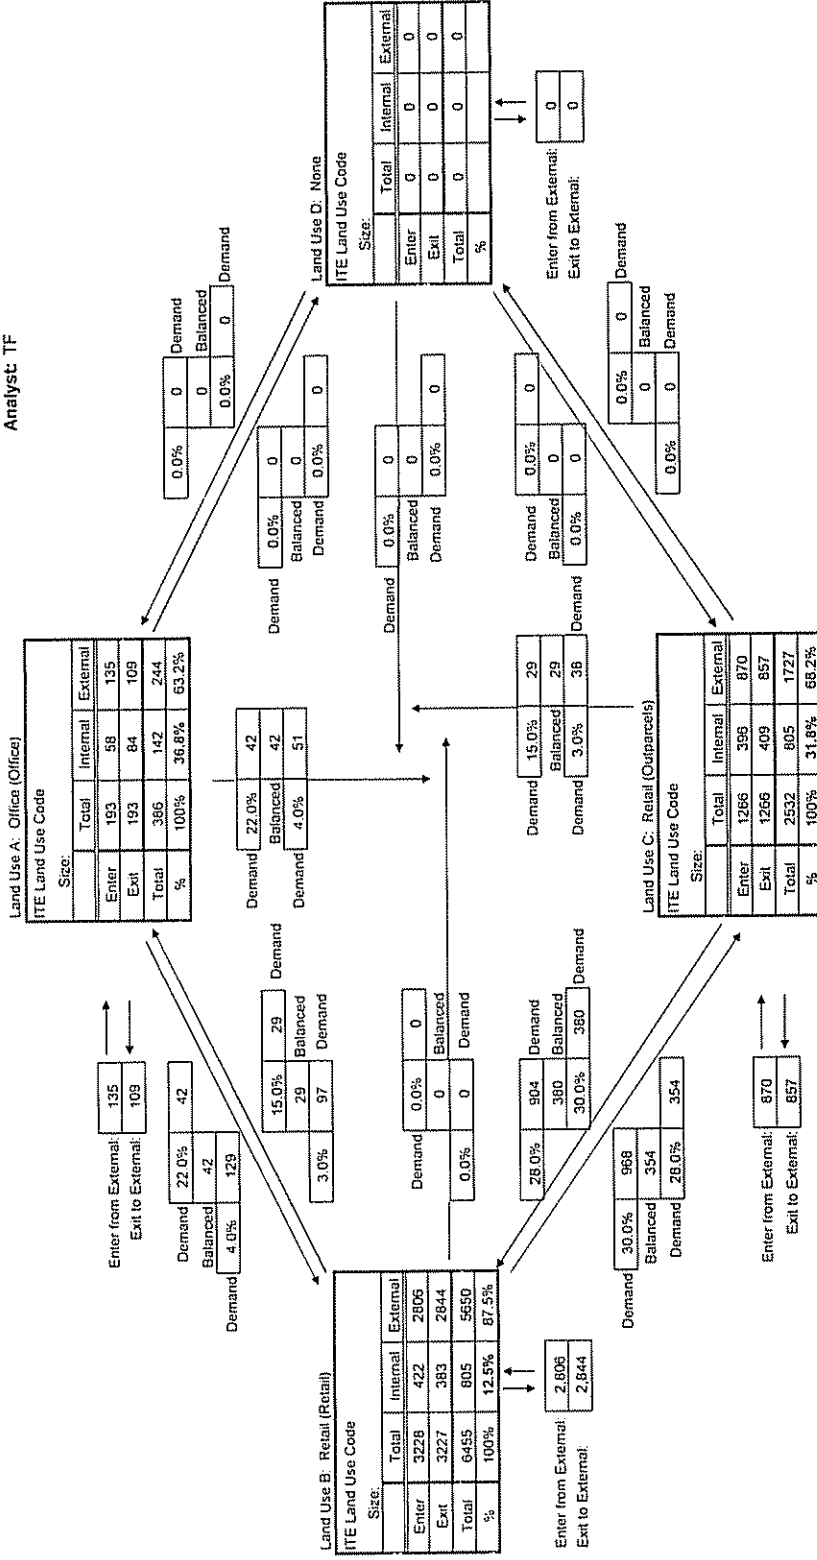 Analyst: TF
Land Use A: Office (Office)
ITE Land Use Code
Size:
Total Internal External
Enter 193 58 135
Exit 193 84 109
Total 386 142 244
% 100% 36.8% 63.2%
Enter from External: 135
Exit to External: 109
Demand 22.0% 42
Balanced 42
Demand 4.0% 129
15.0% 29 Demand
29 Balanced
3.0% 97 Demand
Demand 22.0% 42
Balanced 42
Demand 4.0% 51
0.0% 0 Demand
0 Balanced
0.0% 0 Demand
Demand 0.0% 0
Balanced 0
Demand 0.0% 0
Land Use B: Retail (Retail)
ITE Land Use Code
Size:
Total Internal External
Enter 3228 422 2806
Exit 3227 383 2844
Total 6455 805 5650
% 100% 12.5% 87.5%
Enter from External: 2,806
Exit to External: 2,844
Demand 0.0% 0
0 Balanced
0.0% 0 Demand
Demand 0.0% 0
Balanced 0
Demand 0.0% 0
Land Use D: None
ITE Land Use Code
Size:
Total Internal External
Enter 0 0 0
Exit 0 0 0
Total 0 0 0
%
Enter from External: 0
Exit to External: 0
28.0% 904 Demand
380 Balanced
30.0% 380 Demand
Demand 30.0% 968
Balanced 354
Demand 28.0% 354
Demand 15.0% 29
Balanced 29
Demand 3.0% 38
Demand 0.0% 0
Balanced 0
Demand 0.0% 0
0.0% 0 Demand
0 Balanced
0.0% 0 Demand
Land Use C: Retail (Outparcels)
ITE Land Use Code
Size:
Total Internal External
Enter 1266 396 870
Exit 1266 409 857
Total 2532 805 1727
% 100% 31.8% 68.2%
Enter from External: 870
Exit to External: 857